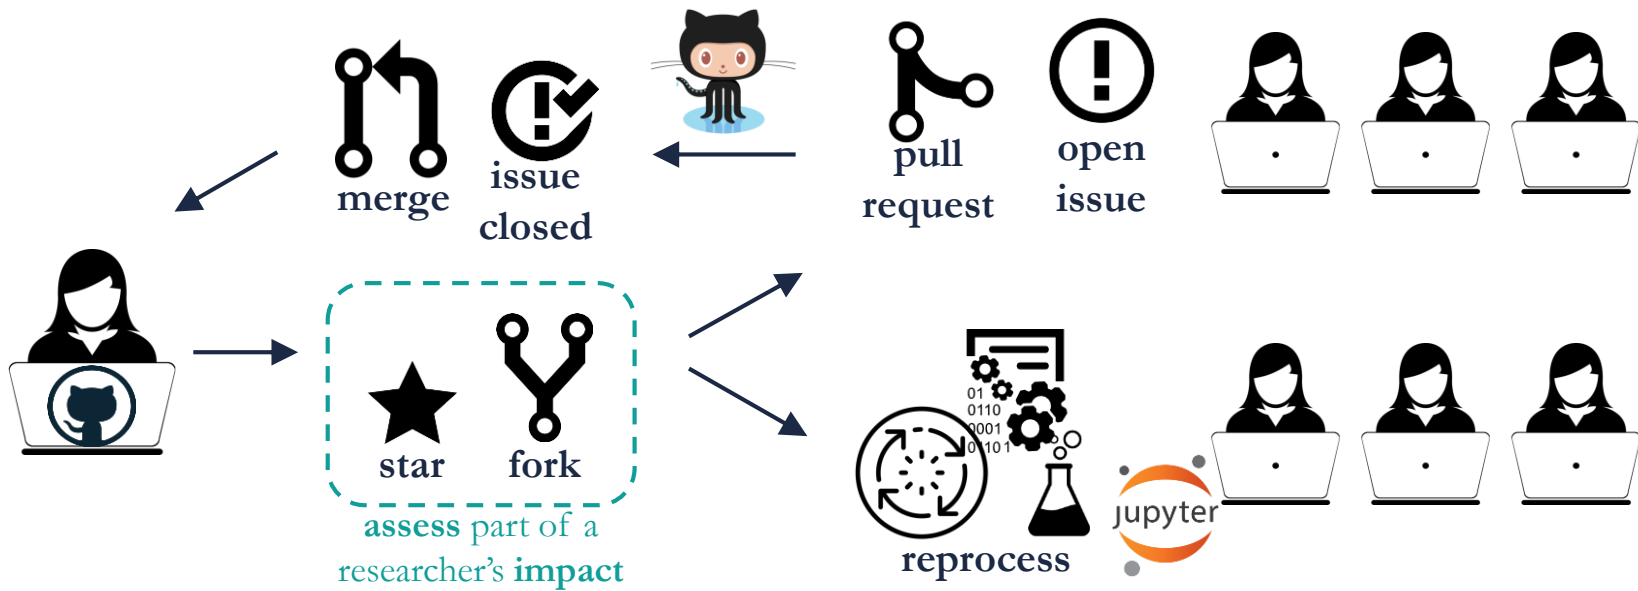 merge
issue
closed
pull
request
open
issue
star
fork
assess part of a
researcher's impact
01
0110
0001
01101
reprocess
jupyter